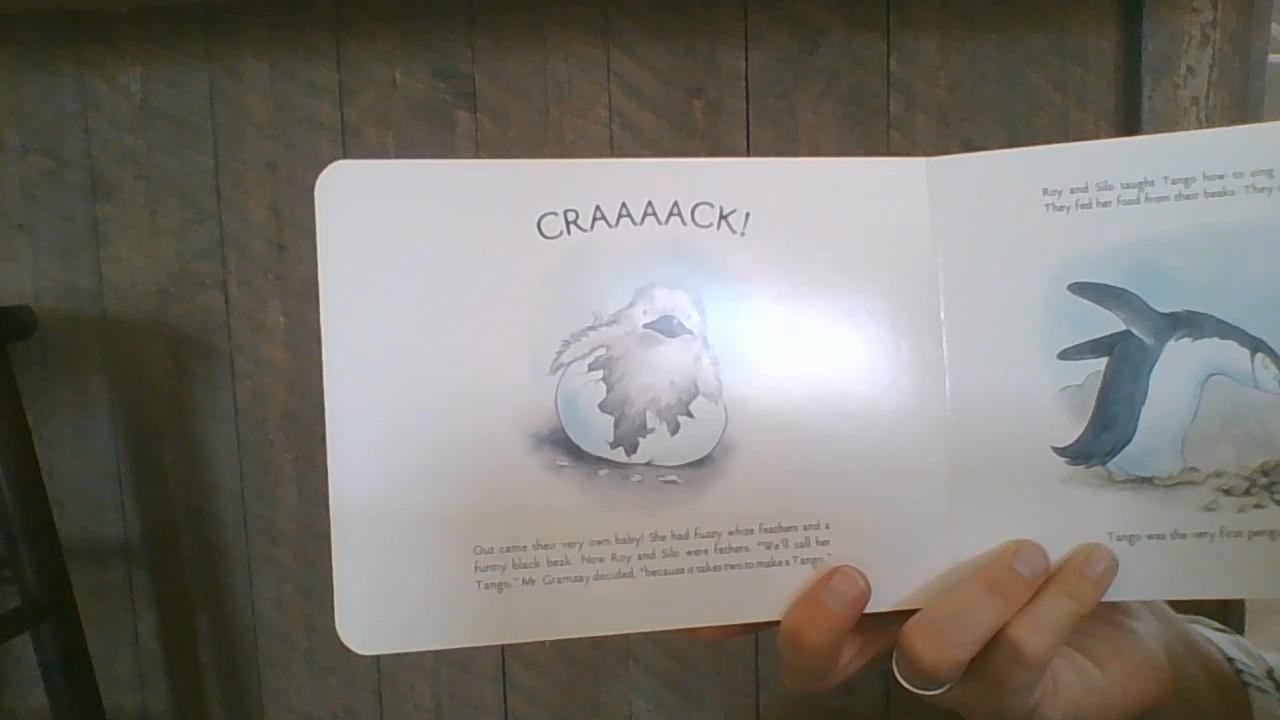 CRAAAACK!
Out came their very own baby! She had fuzzy white feathers and a
funny black beak. Now Roy and Silo were fathers. "We'll call her
Tango," Mr. Gramzay decided, "because it takes two to make a Tango."
Roy and Silo taught Tango how to sing
They fed her food from their beaks. They
Tango was the very first